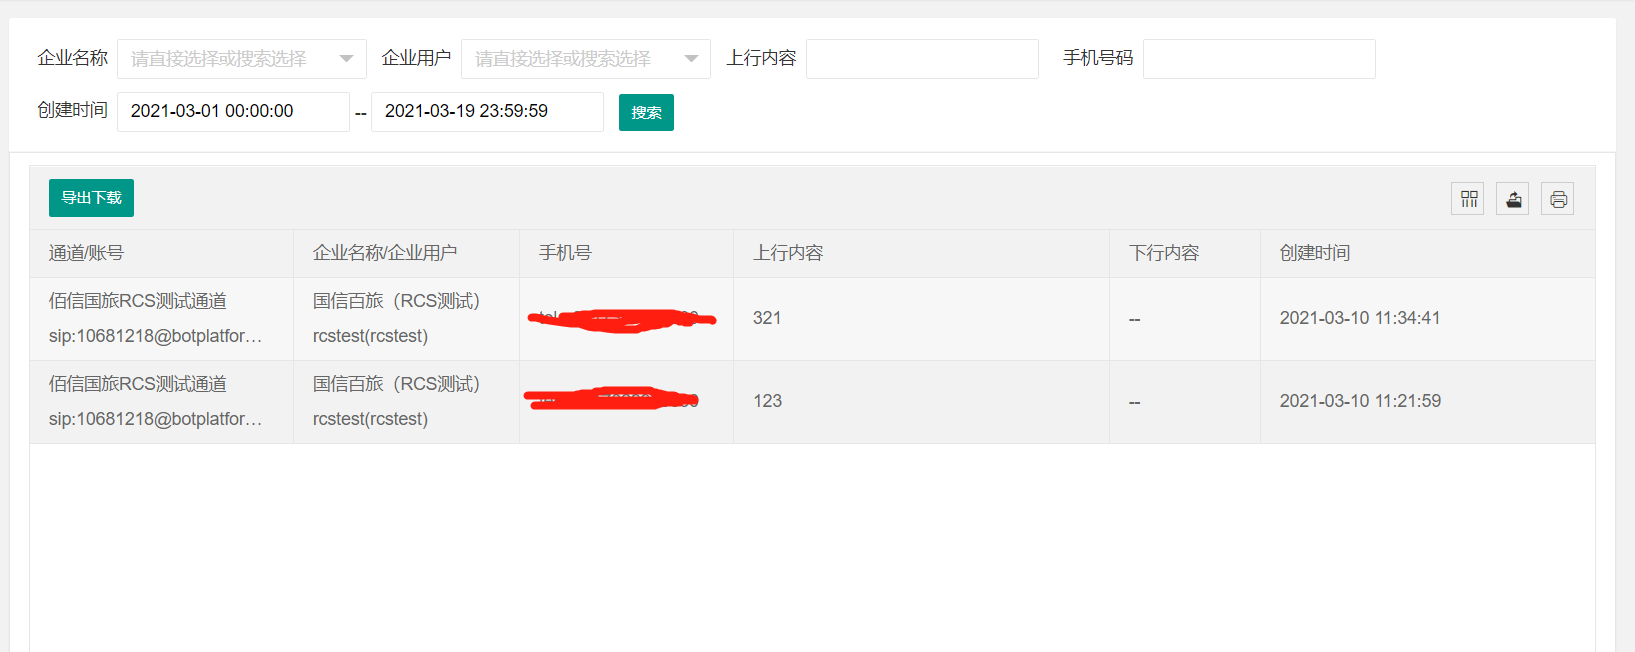 企业名称 请直接选择或搜索选择 企业用户 请直接选择或搜索选择 上行内容 手机号码
创建时间 2021-03-01 00:00:00 -- 2021-03-19 23:59:59 搜索
导出下载
通道/账号 企业名称/企业用户 手机号 上行内容 下行内容 创建时间
佰信国旅RCS测试通道 国信百旅（RCS测试）
321 -- 2021-03-10 11:34:41
sip:10681218@botplatfor... rcstest(rcstest)
佰信国旅RCS测试通道 国信百旅（RCS测试）
123 -- 2021-03-10 11:21:59
sip:10681218@botplatfor... rcstest(rcstest)